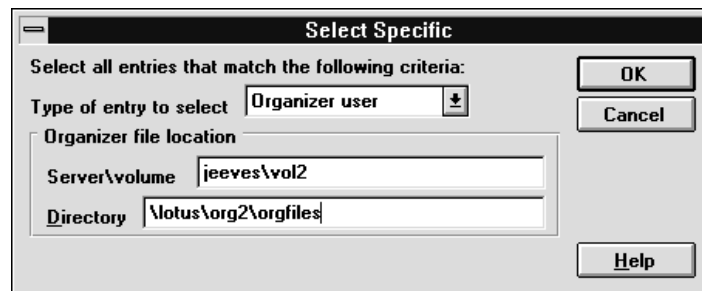 Select Specific
Select all entries that match the following criteria:
OK
Type of entry to select Organizer user
Cancel
Organizer file location
Server\volume jeeves\vol2
Directory \lotus\org2\orgfiles
Help